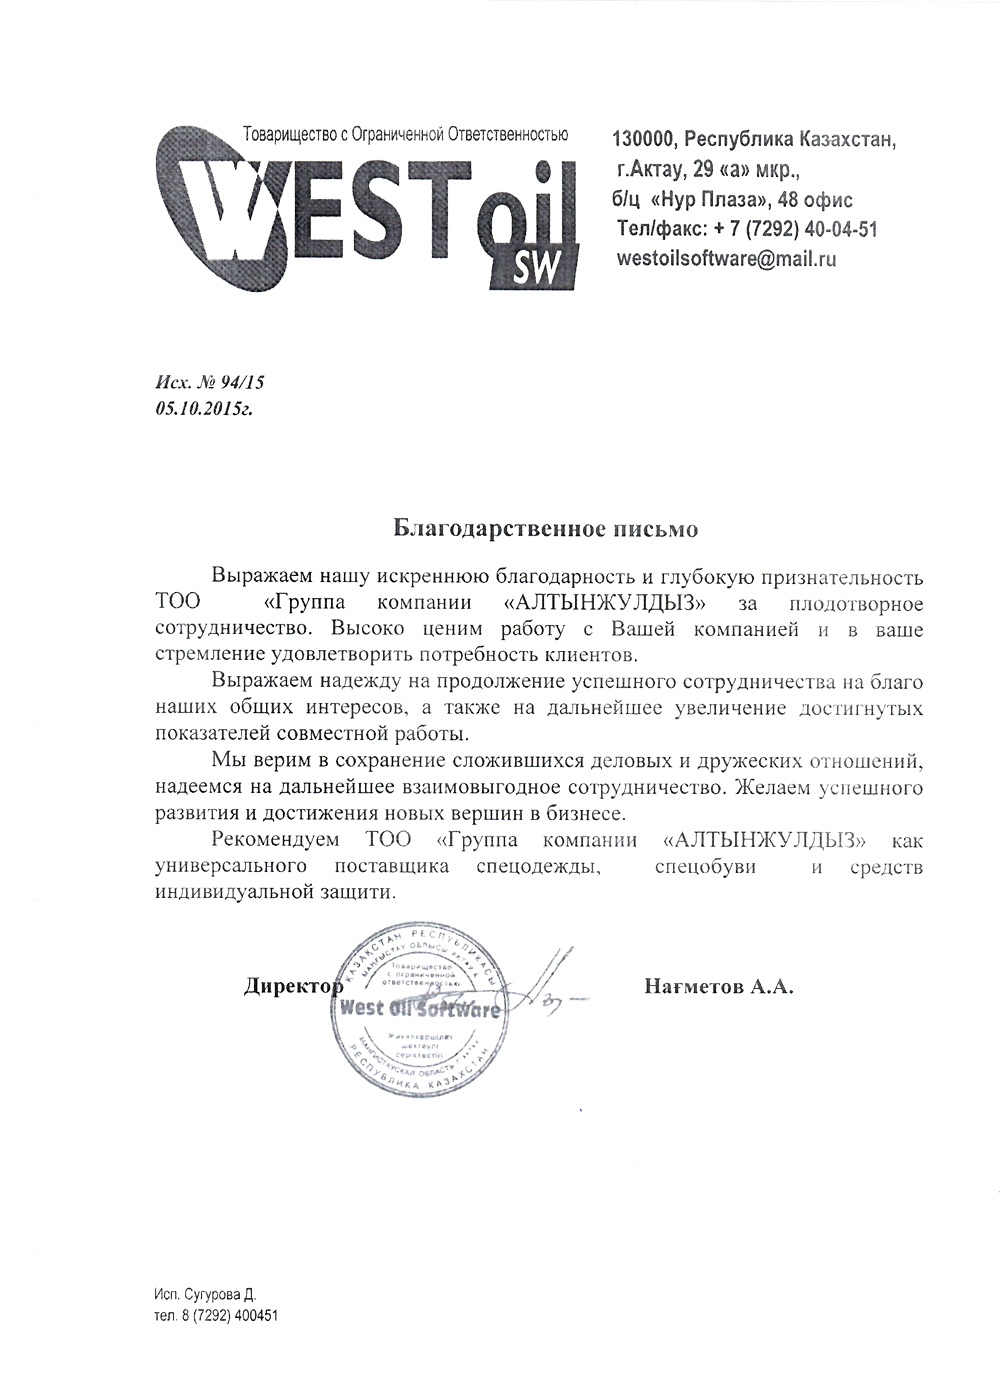 Товарищество с Ограниченной Ответственностью
WEST oil
SW
130000, Республика Казахстан,
г.Актау, 29 «а» мкр.,
б/ц «Нур Плаза», 48 офис
Тел/факс: + 7 (7292) 40-04-51
westoilsoftware@mail.ru
Исх. № 94/15
05.10.2015г.
Благодарственное письмо
Выражаем нашу искреннюю благодарность и глубокую признательность
ТОО «Группа компании «АЛТЫНЖУЛДЫЗ» за плодотворное
сотрудничество. Высоко ценим работу с Вашей компанией и в ваше
стремление удовлетворить потребность клиентов.
Выражаем надежду на продолжение успешного сотрудничества на благо
наших общих интересов, а также на дальнейшее увеличение достигнутых
показателей совместной работы.
Мы верим в сохранение сложившихся деловых и дружеских отношений,
надеемся на дальнейшее взаимовыгодное сотрудничество. Желаем успешного
развития и достижения новых вершин в бизнесе.
Рекомендуем ТОО «Группа компании «АЛТЫНЖУЛДЫЗ» как
универсального поставщика спецодежды, спецобуви и средств
индивидуальной защити.
Директор
Нағметов А.А.
ҚАЗАҚСТАН РЕСПУБЛИКАСЫ
МАҢҒЫСТАУ ОБЛЫСЫ АКТАУ Қ.
Товарищество
с ограниченной
ответственностью
West Oil Software
Жауапкершілігі
шектеулі
серіктестігі
МАНГИСТАУСКАЯ ОБЛАСТЬ Г. АКТАУ
РЕСПУБЛИКА КАЗАХСТАН
Исп. Сугурова Д.
тел. 8 (7292) 400451